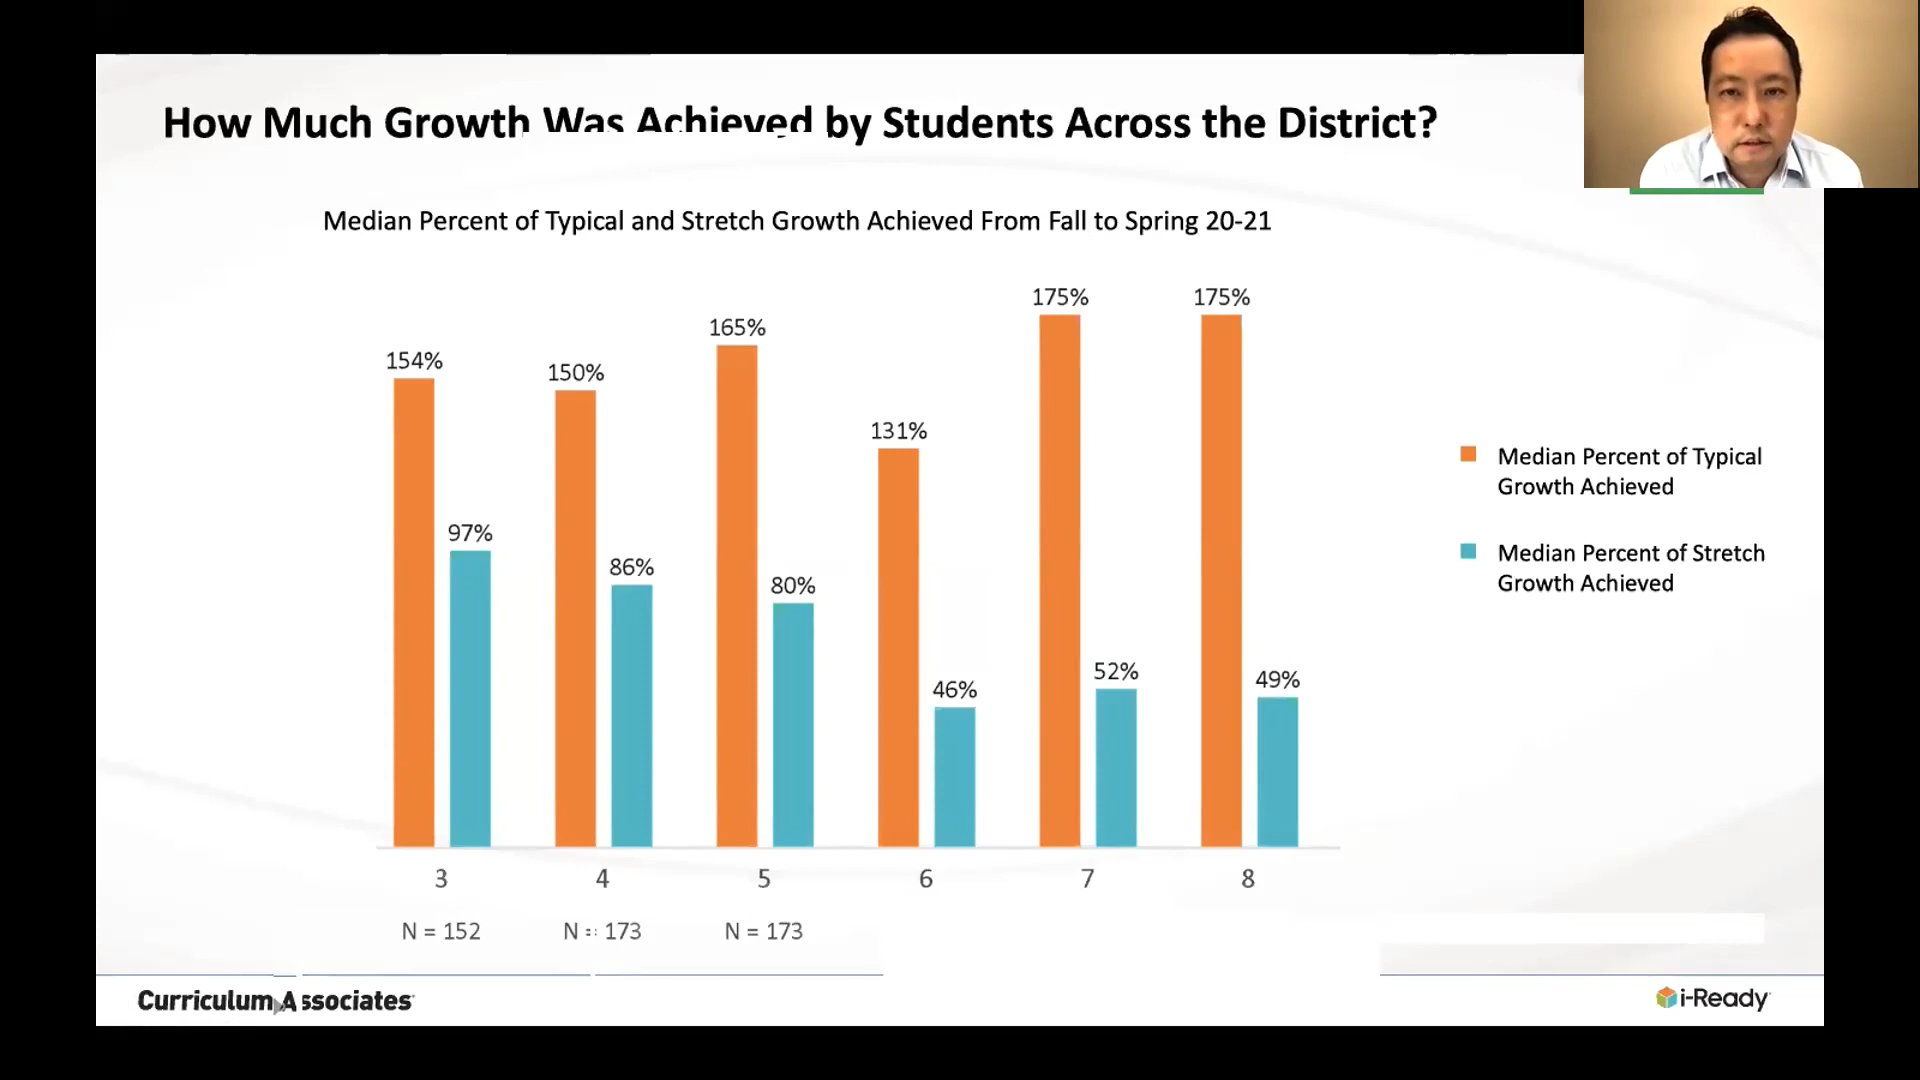 How Much Growth Was Achieved by Students Across the District?
Median Percent of Typical and Stretch Growth Achieved From Fall to Spring 20-21
175%
175%
165%
154%
150%
131%
97%
86%
80%
52%
49%
46%
Median Percent of Typical
Growth Achieved
Median Percent of Stretch
Growth Achieved
3 4 5 6 7 8
N = 152 N = 173 N = 173
Curriculum Associates
i-Ready